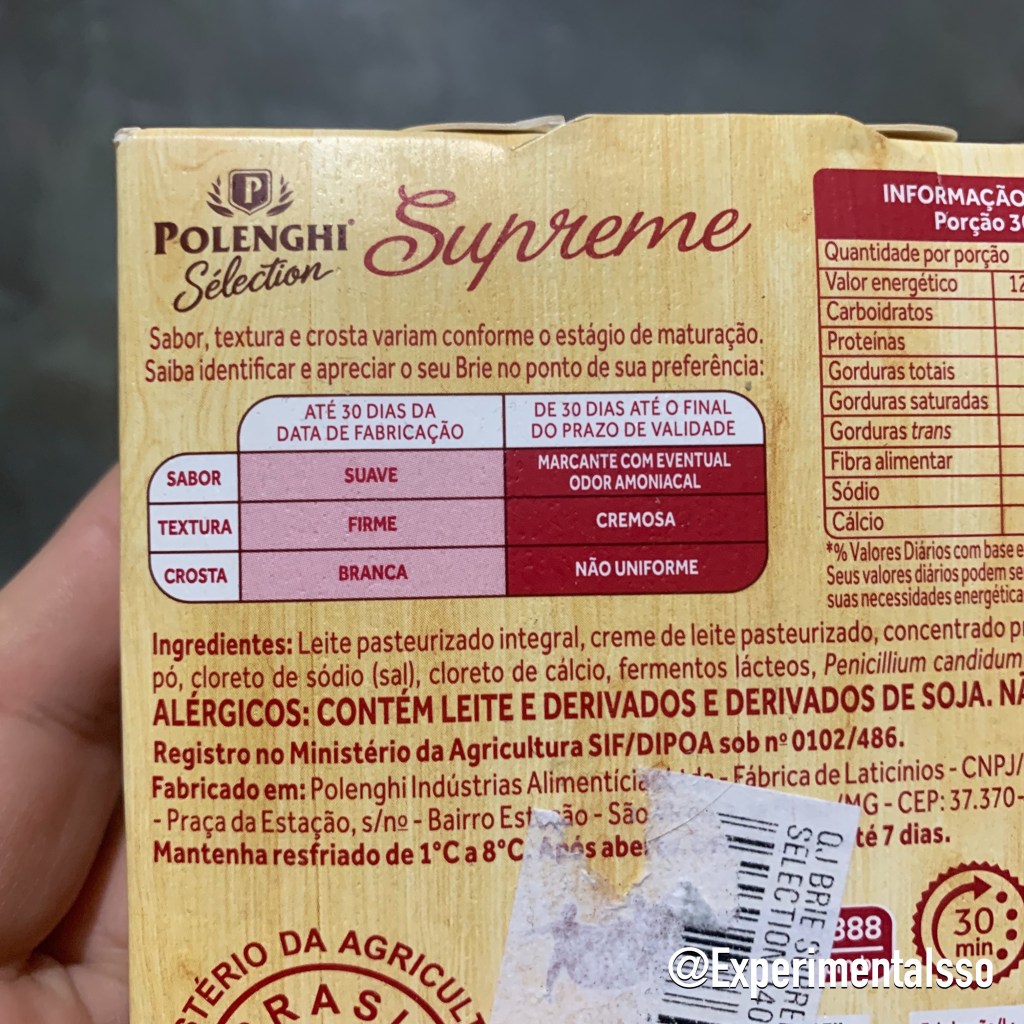 POLENGHI
Sélection
Supreme
Sabor, textura e crosta variam conforme o estágio de maturação.
Saiba identificar e apreciar o seu Brie no ponto de sua preferência:
ATÉ 30 DIAS DA
DATA DE FABRICAÇÃO
DE 30 DIAS ATÉ O FINAL
DO PRAZO DE VALIDADE
SABOR
SUAVE
MARCANTE COM EVENTUAL
ODOR AMONIACAL
TEXTURA
FIRME
CREMOSA
CROSTA
BRANCA
NÃO UNIFORME
INFORMAÇÃO
Porção
Quantidade por porção
Valor energético
Carboidratos
Proteínas
Gorduras totais
Gorduras saturadas
Gorduras trans
Fibra alimentar
Sódio
Cálcio
*% Valores Diários com base
Seus valores diários podem
suas necessidades
Ingredientes: Leite pasteurizado integral, creme de leite pasteurizado, concentrado
pó, cloreto de sódio (sal), cloreto de cálcio, fermentos lácteos, Penicillium candidum
ALÉRGICOS: CONTÉM LEITE E DERIVADOS E DERIVADOS DE SOJA.
Registro no Ministério da Agricultura SIF/DIPOA sob nº 0102/486.
Fabricado em: Polenghi Indústrias - Fábrica de Laticínios - CNPJ/
- Praça da Estação, s/nº - Bairro - São /MG - CEP: 37.370-
Mantenha resfriado de 1°C a 8°C 7 dias.
QJ BRIE
SELECTION
888
30
min
DA
@Experimentalsso